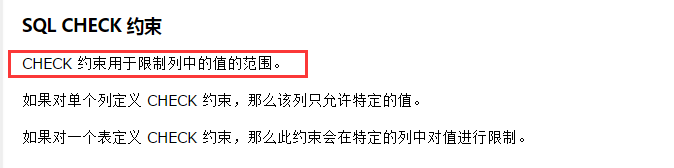 SQL CHECK 约束
CHECK 约束用于限制列中的值的范围。
如果对单个列定义 CHECK 约束，那么该列只允许特定的值。
如果对一个表定义 CHECK 约束，那么此约束会在特定的列中对值进行限制。